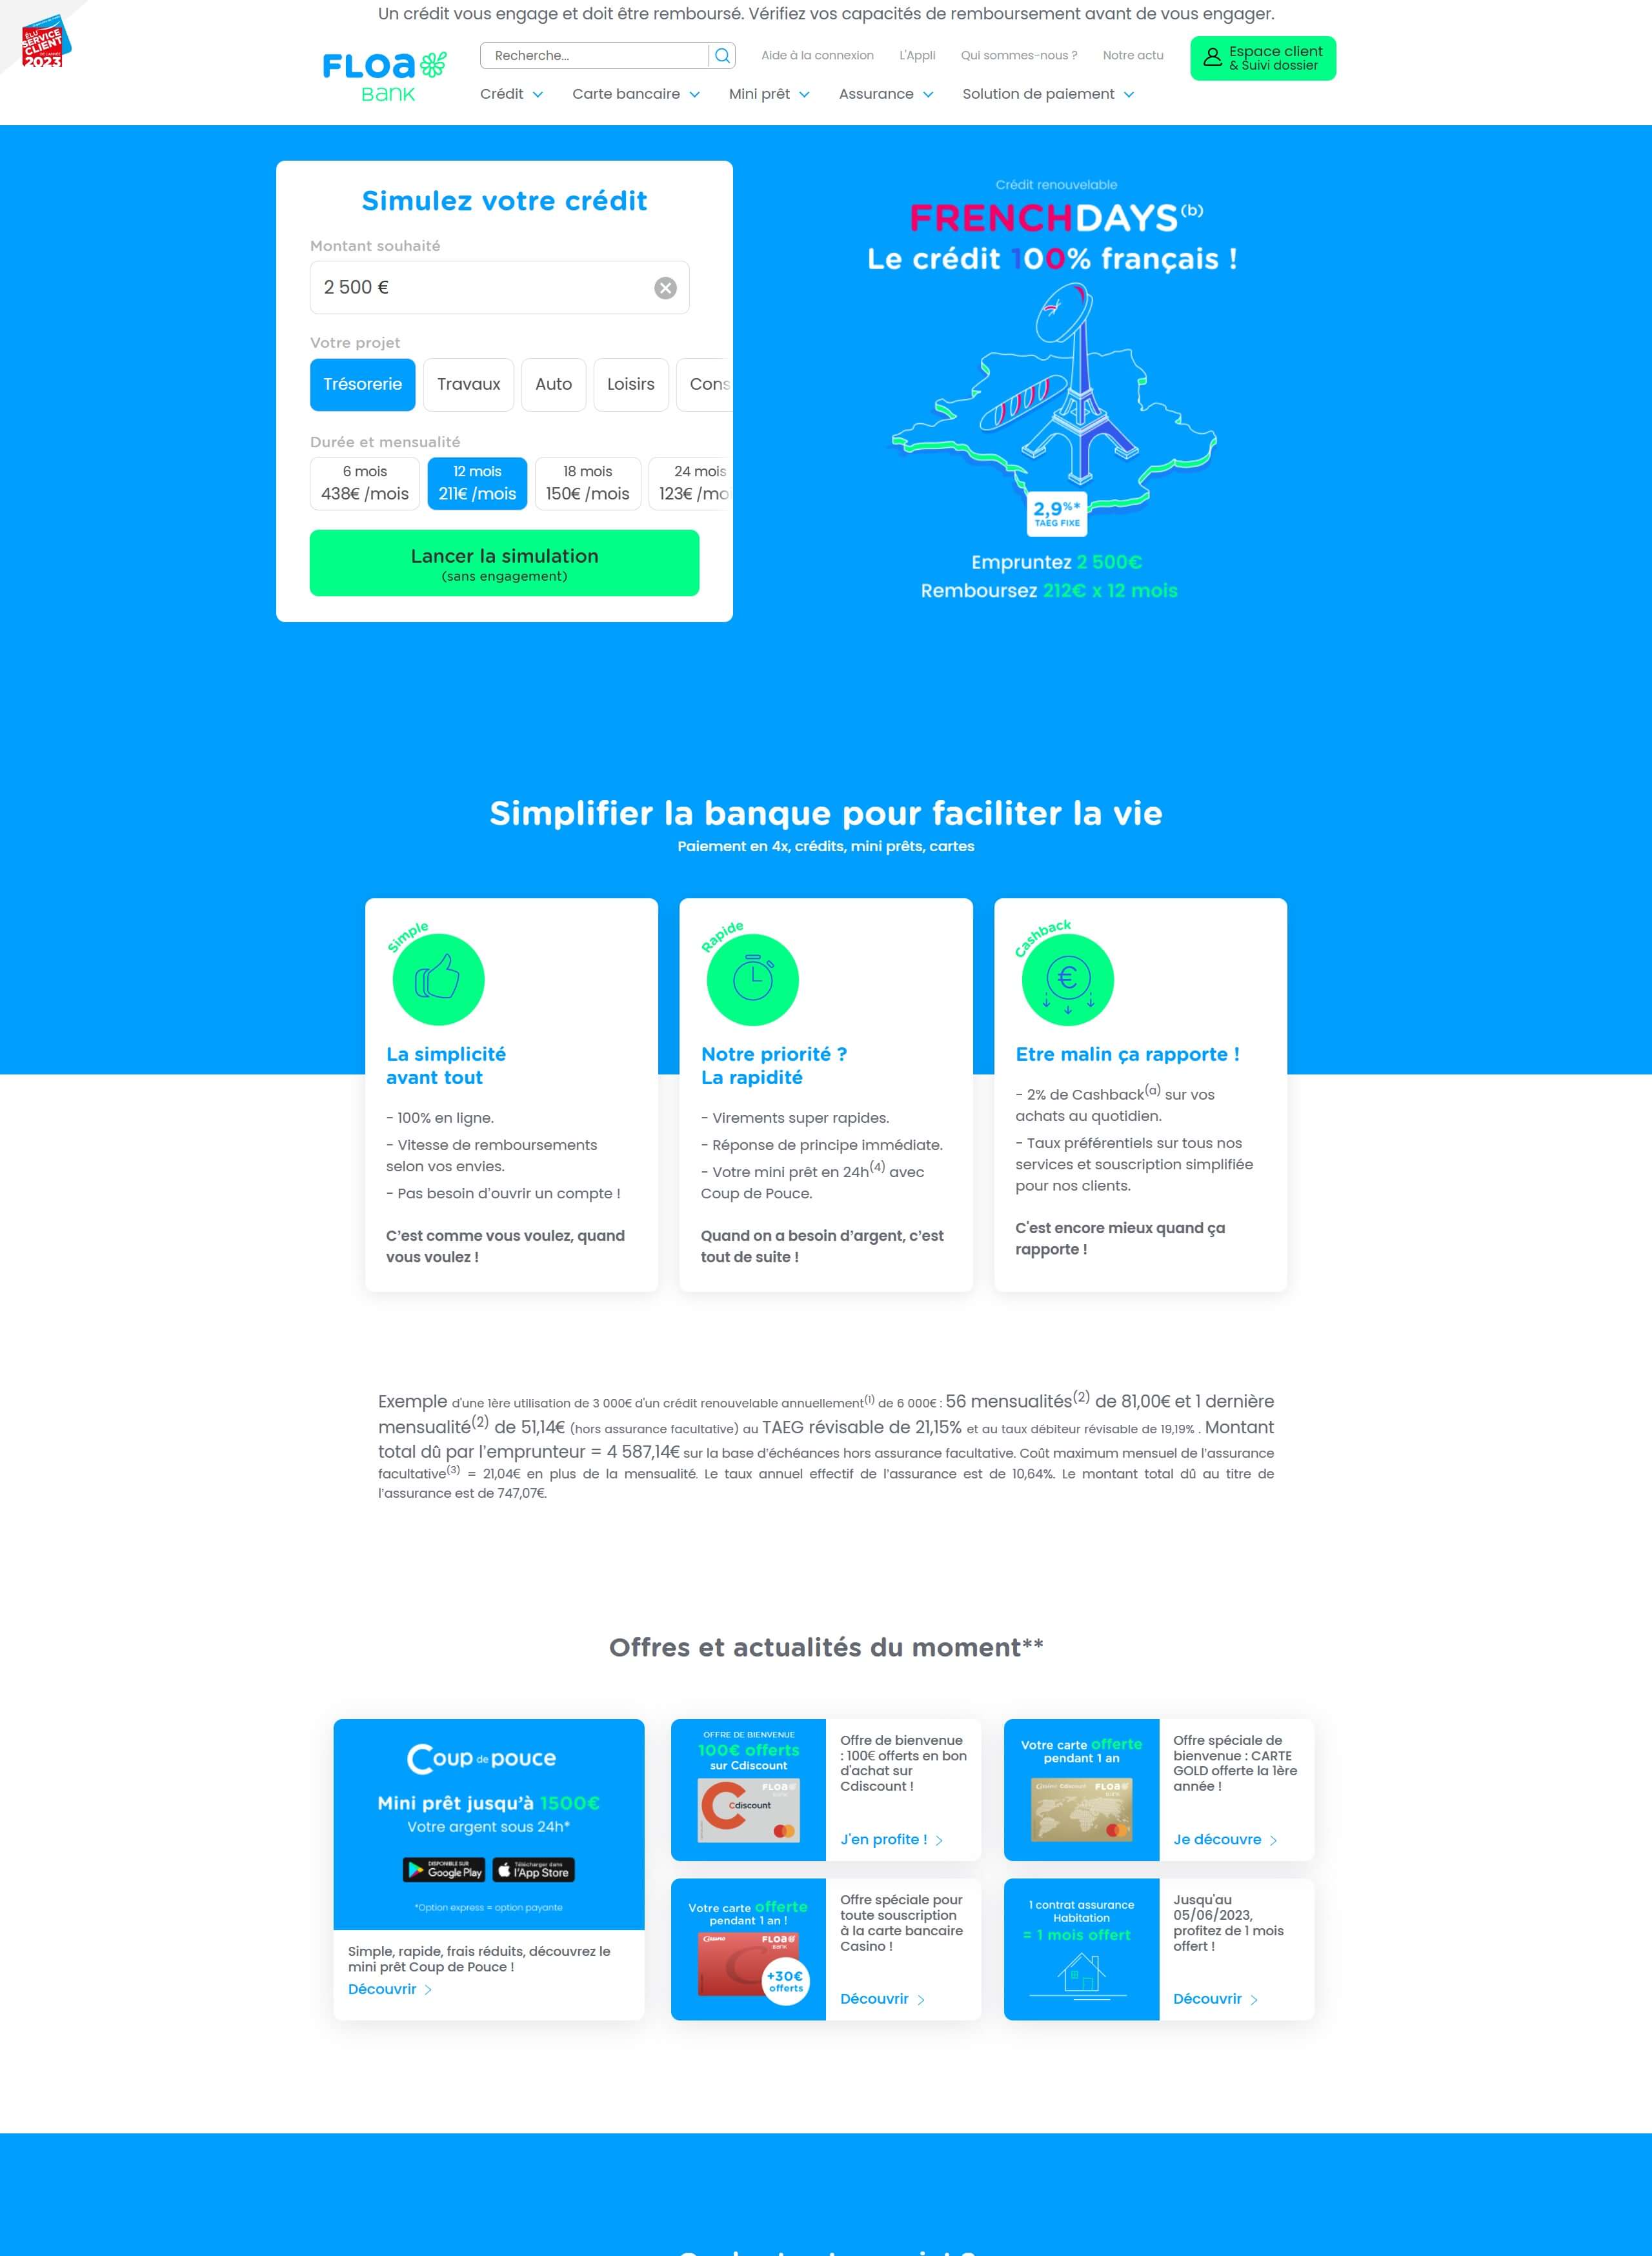 Un crédit vous engage et doit être remboursé. Vérifiez vos capacités de remboursement avant de vous engager.
ÉLU
SERVICE
CLIENT
2023
FLOA
BANK
Recherche...
Aide à la connexion
L'Appli
Qui sommes-nous ?
Notre actu
Espace client
& Suivi dossier
Crédit
Carte bancaire
Mini prêt
Assurance
Solution de paiement
Simulez votre crédit
Montant souhaité
2 500 €
Votre projet
Trésorerie
Travaux
Auto
Loisirs
Cons
Durée et mensualité
6 mois
438€ /mois
12 mois
211€ /mois
18 mois
150€ /mois
24 mois
123€ /mo
Lancer la simulation
(sans engagement)
Crédit renouvelable
FRENCHDAYS(b)
Le crédit 100% français !
2,9%*
TAEG FIXE
Empruntez 2 500€
Remboursez 212€ x 12 mois
Simplifier la banque pour faciliter la vie
Paiement en 4x, crédits, mini prêts, cartes
Simple
La simplicité
avant tout
- 100% en ligne.
- Vitesse de remboursements
selon vos envies.
- Pas besoin d'ouvrir un compte !
C'est comme vous voulez, quand
vous voulez !
Rapide
Notre priorité ?
La rapidité
- Virements super rapides.
- Réponse de principe immédiate.
- Votre mini prêt en 24h(4) avec
Coup de Pouce.
Quand on a besoin d'argent, c'est
tout de suite !
Cashback
€
Etre malin ça rapporte !
- 2% de Cashback(a) sur vos
achats au quotidien.
- Taux préférentiels sur tous nos
services et souscription simplifiée
pour nos clients.
C'est encore mieux quand ça
rapporte !
Exemple d'une 1ère utilisation de 3 000€ d'un crédit renouvelable annuellement(1) de 6 000€ : 56 mensualités(2) de 81,00€ et 1 dernière
mensualité(2) de 51,14€ (hors assurance facultative) au TAEG révisable de 21,15% et au taux débiteur révisable de 19,19% . Montant
total dû par l'emprunteur = 4 587,14€ sur la base d'échéances hors assurance facultative. Coût maximum mensuel de l'assurance
facultative(3) = 21,04€ en plus de la mensualité. Le taux annuel effectif de l'assurance est de 10,64%. Le montant total dû au titre de
l'assurance est de 747,07€.
Offres et actualités du moment**
Coup de pouce
Mini prêt jusqu'à 1500€
Votre argent sous 24h*
DISPONIBLE SUR
Google Play
Télécharger dans
l'App Store
*Option express = option payante
Simple, rapide, frais réduits, découvrez le
mini prêt Coup de Pouce !
Découvrir
OFFRE DE BIENVENUE
100€ offerts
sur Cdiscount
FLOA
Cdiscount
Offre de bienvenue
: 100€ offerts en bon
d'achat sur
Cdiscount !
J'en profite !
Votre carte offerte
pendant 1 an
FLOA
Offre spéciale de
bienvenue : CARTE
GOLD offerte la 1ère
année !
Je découvre
Votre carte offerte
pendant 1 an !
Casino
FLOA
BANK
+30€
offerts
Offre spéciale pour
toute souscription
à la carte bancaire
Casino !
Découvrir
1 contrat assurance
Habitation
= 1 mois offert
Jusqu'au
05/06/2023,
profitez de 1 mois
offert !
Découvrir